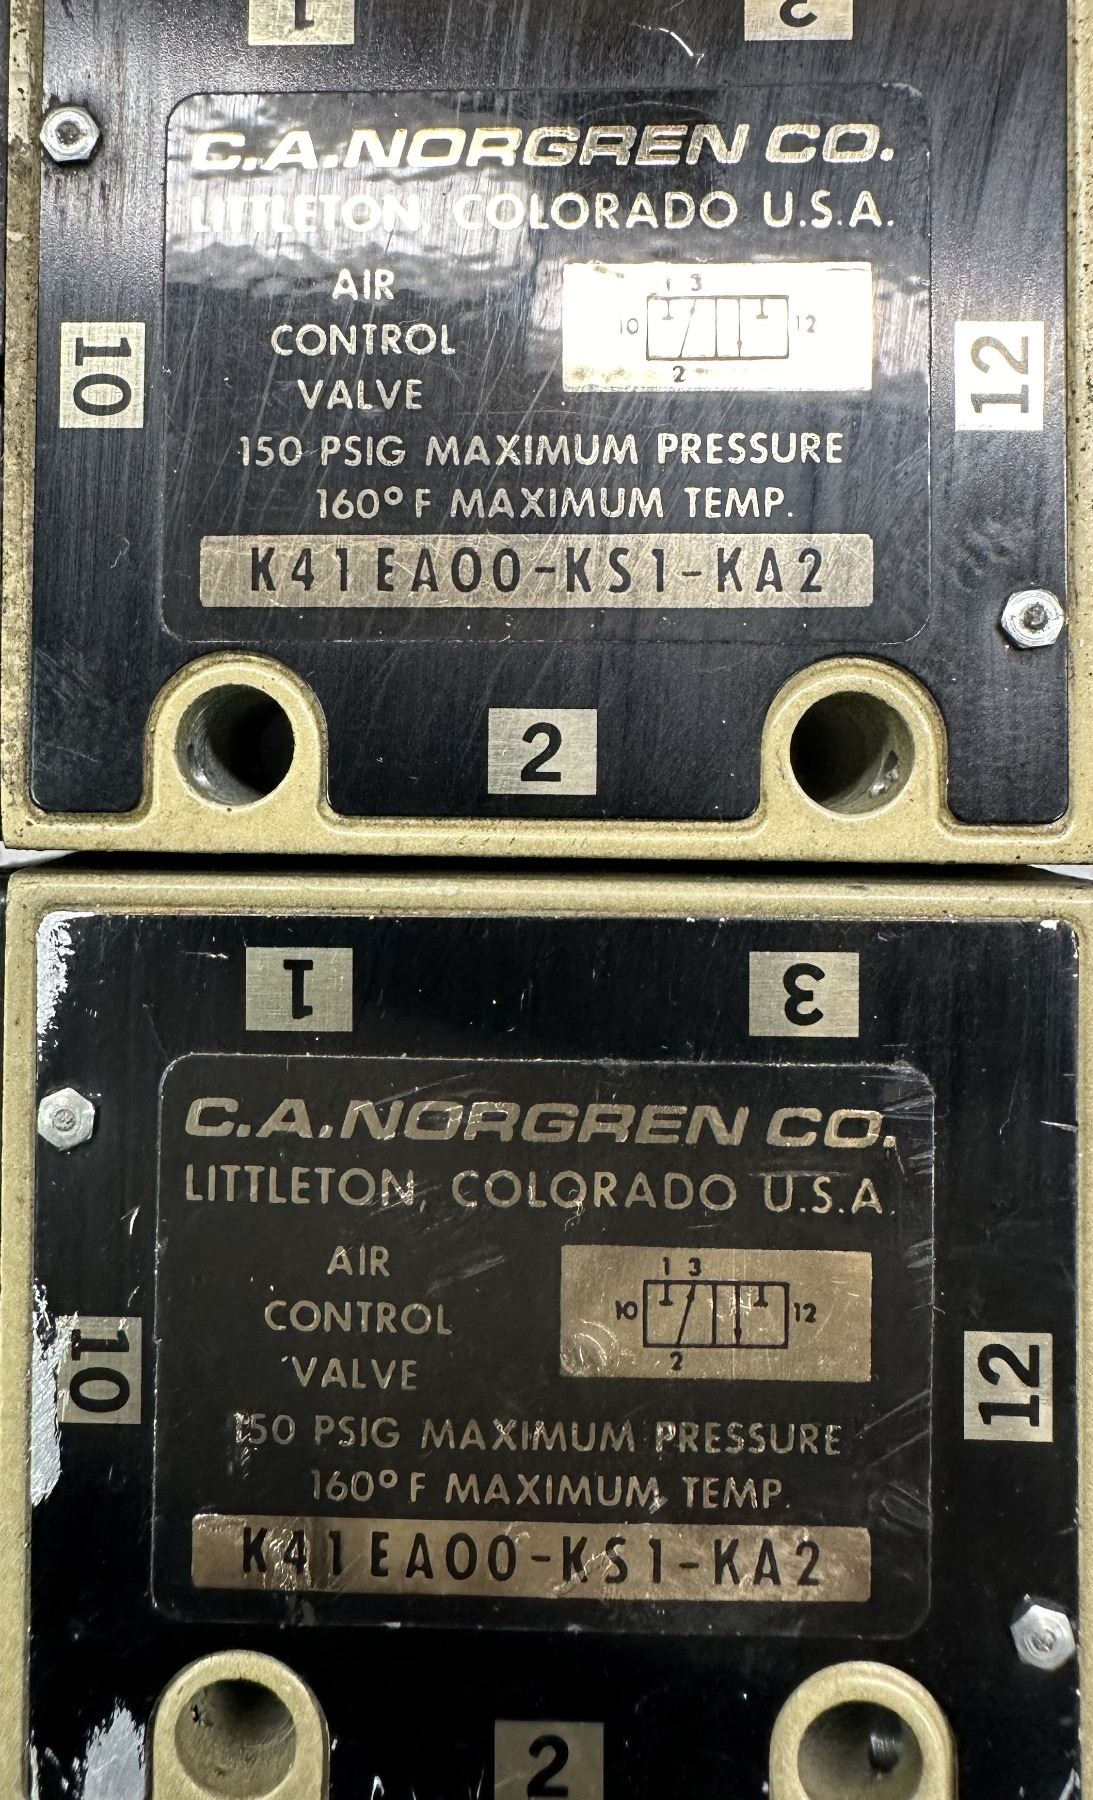 1 3
C.A.NORGREN CO.
LITTLETON, COLORADO U.S.A.
AIR
CONTROL
VALVE
1 3
10 12
2
10
12
150 PSIG MAXIMUM PRESSURE
160°F MAXIMUM TEMP.
K41EA00-KS1-KA2
2
1 3
C.A.NORGREN CO.
LITTLETON, COLORADO U.S.A.
AIR
CONTROL
VALVE
1 3
10 12
2
10
12
150 PSIG MAXIMUM PRESSURE
160°F MAXIMUM TEMP.
K41EA00-KS1-KA2
2